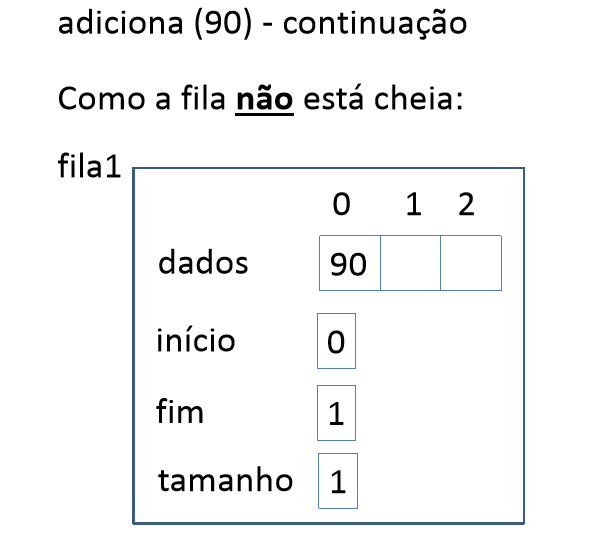 adiciona (90) - continuação
Como a fila não está cheia:
fila1
0 1 2
dados 90
início 0
fim 1
tamanho 1